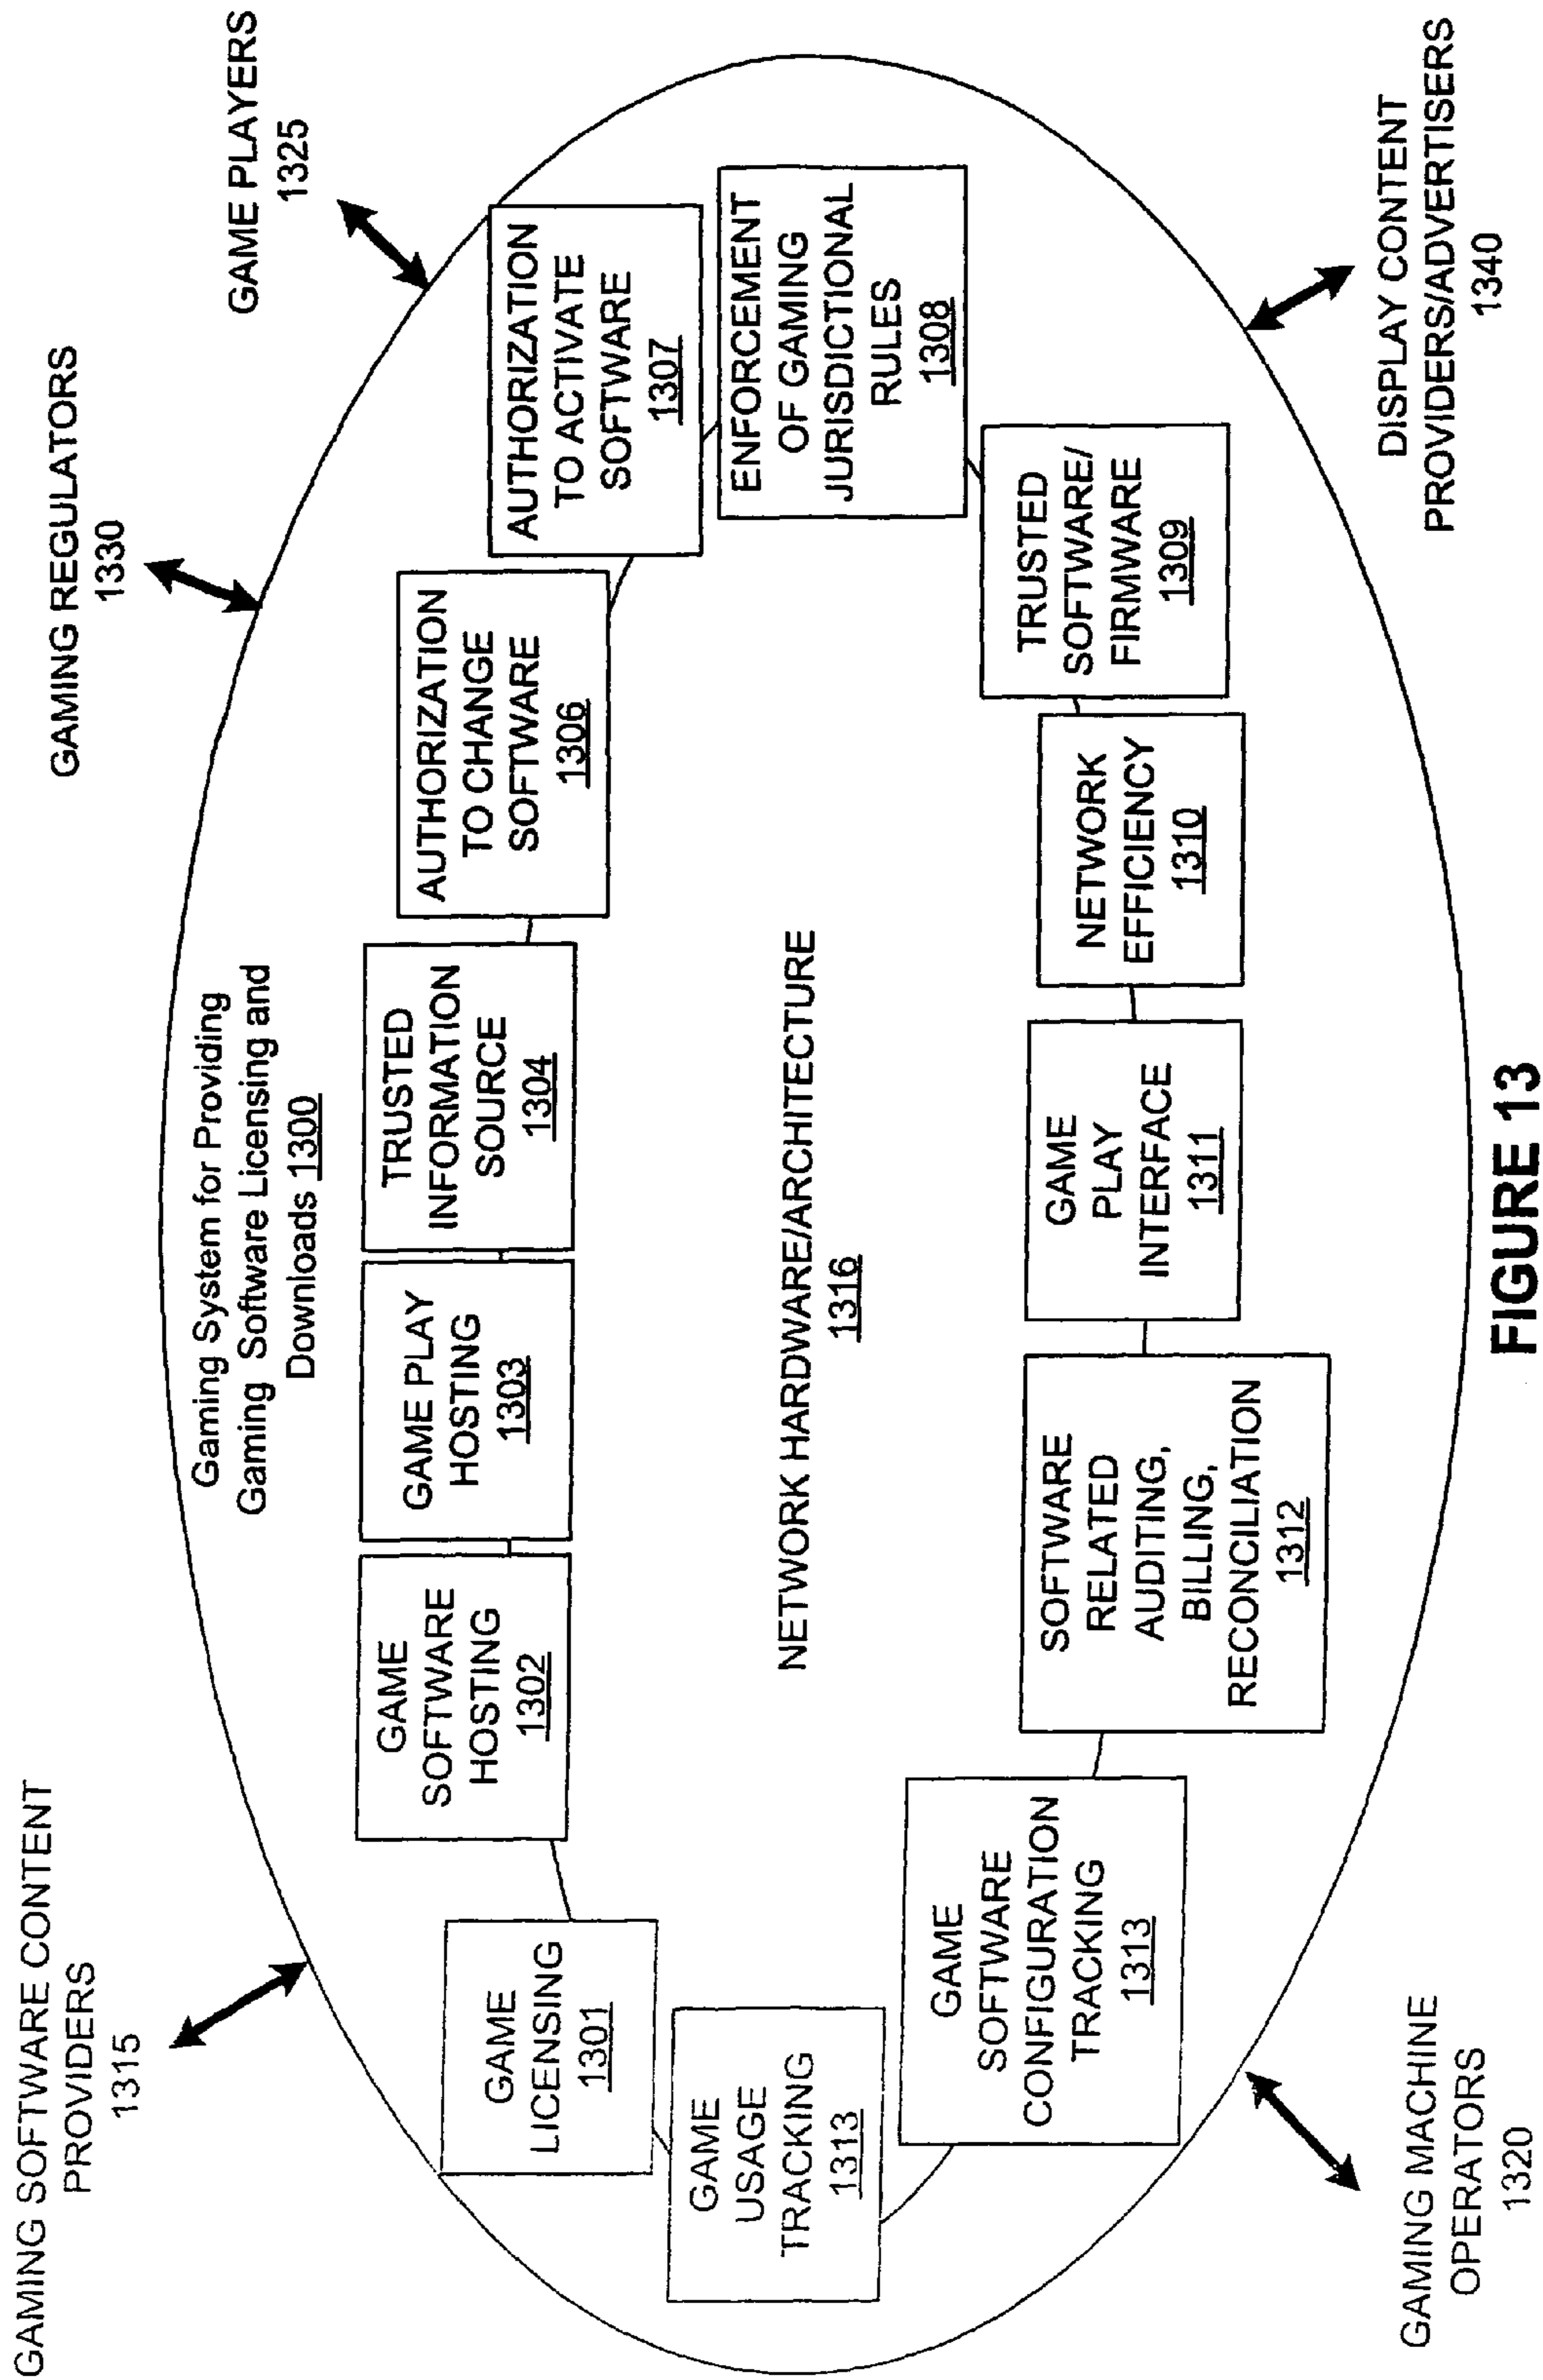 GAMING SOFTWARE CONTENT
PROVIDERS
1315
GAMING REGULATORS
1330
GAME PLAYERS
1325
Gaming System for Providing
Gaming Software Licensing and
Downloads 1300
GAME
LICENSING
1301
GAME
SOFTWARE
HOSTING
1302
GAME PLAY
HOSTING
1303
TRUSTED
INFORMATION
SOURCE
1304
AUTHORIZATION
TO CHANGE
SOFTWARE
1306
AUTHORIZATION
TO ACTIVATE
SOFTWARE
1307
ENFORCEMENT
OF GAMING
JURISDICTIONAL
RULES
1308
NETWORK HARDWARE/ARCHITECTURE
1316
GAME
USAGE
TRACKING
1313
GAME
SOFTWARE
CONFIGURATION
TRACKING
1313
SOFTWARE
RELATED
AUDITING,
BILLING,
RECONCILIATION
1312
GAME
PLAY
INTERFACE
1311
NETWORK
EFFICIENCY
1310
TRUSTED
SOFTWARE/
FIRMWARE
1309
GAMING MACHINE
OPERATORS
1320
DISPLAY CONTENT
PROVIDERS/ADVERTISERS
1340
FIGURE 13